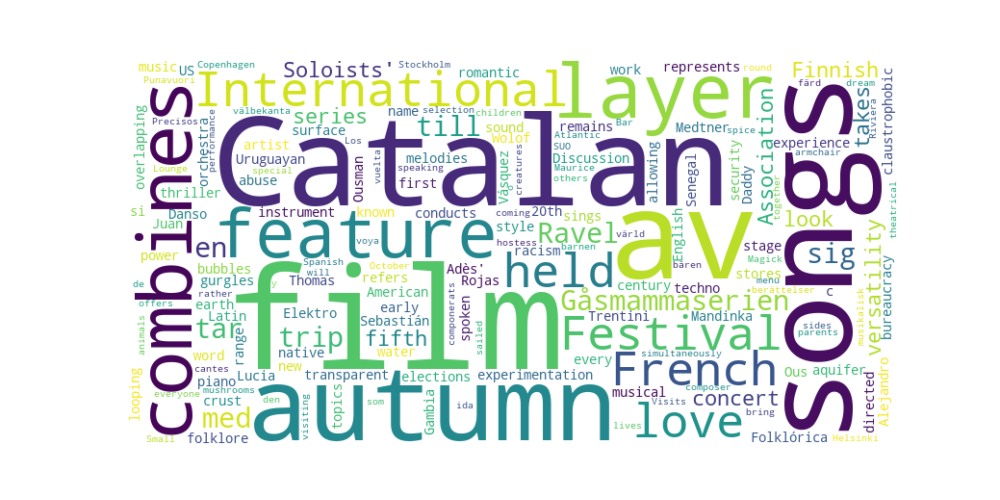 Copenhagen Stockholm
music US Soloists' romantic work represents Finnish
Punavuori International layer round färd dream
Precisos välbekanta name selection children Medtner spice takes Riviera
combines Catalan songs
overlapping orchestra performance series till sound remains Association experience claustrophobic
artist surface Los Wolof Bar Atlantic SUO security armchair
Lounge special Uruguayan melodies Discussion Maurice others allowing Daddy
thriller abuse Ousman vuelta speaking first Vásquez creatures Senegal together
si Danso instrument known conducts coming 20th sings English look theatrical
Juan feature style Ravel av värld stage sig versatility
power en hostess barnen racism bären Magick
bubbles Spanish will voya Adès' held techno stores menu bureaucracy
de gurgles Thomas October refers Rojas century berättelser c
offers earth film American componerats Gåsmammaserien
rather Latin Elektro early spoken Trentini Mandinka musikalisk
animals tar range trip Sebastián fifth sailed Festival sides parents
word native y water every simultaneously
looping cantes new transparent elections experimentation French Ous aquifer
piano Lucia autumn musical composer concert directed Alejandro
crust mushrooms everyone den topics som Gambia ida love Visits bring
Small med folklore visiting lives Folklórica Helsinki